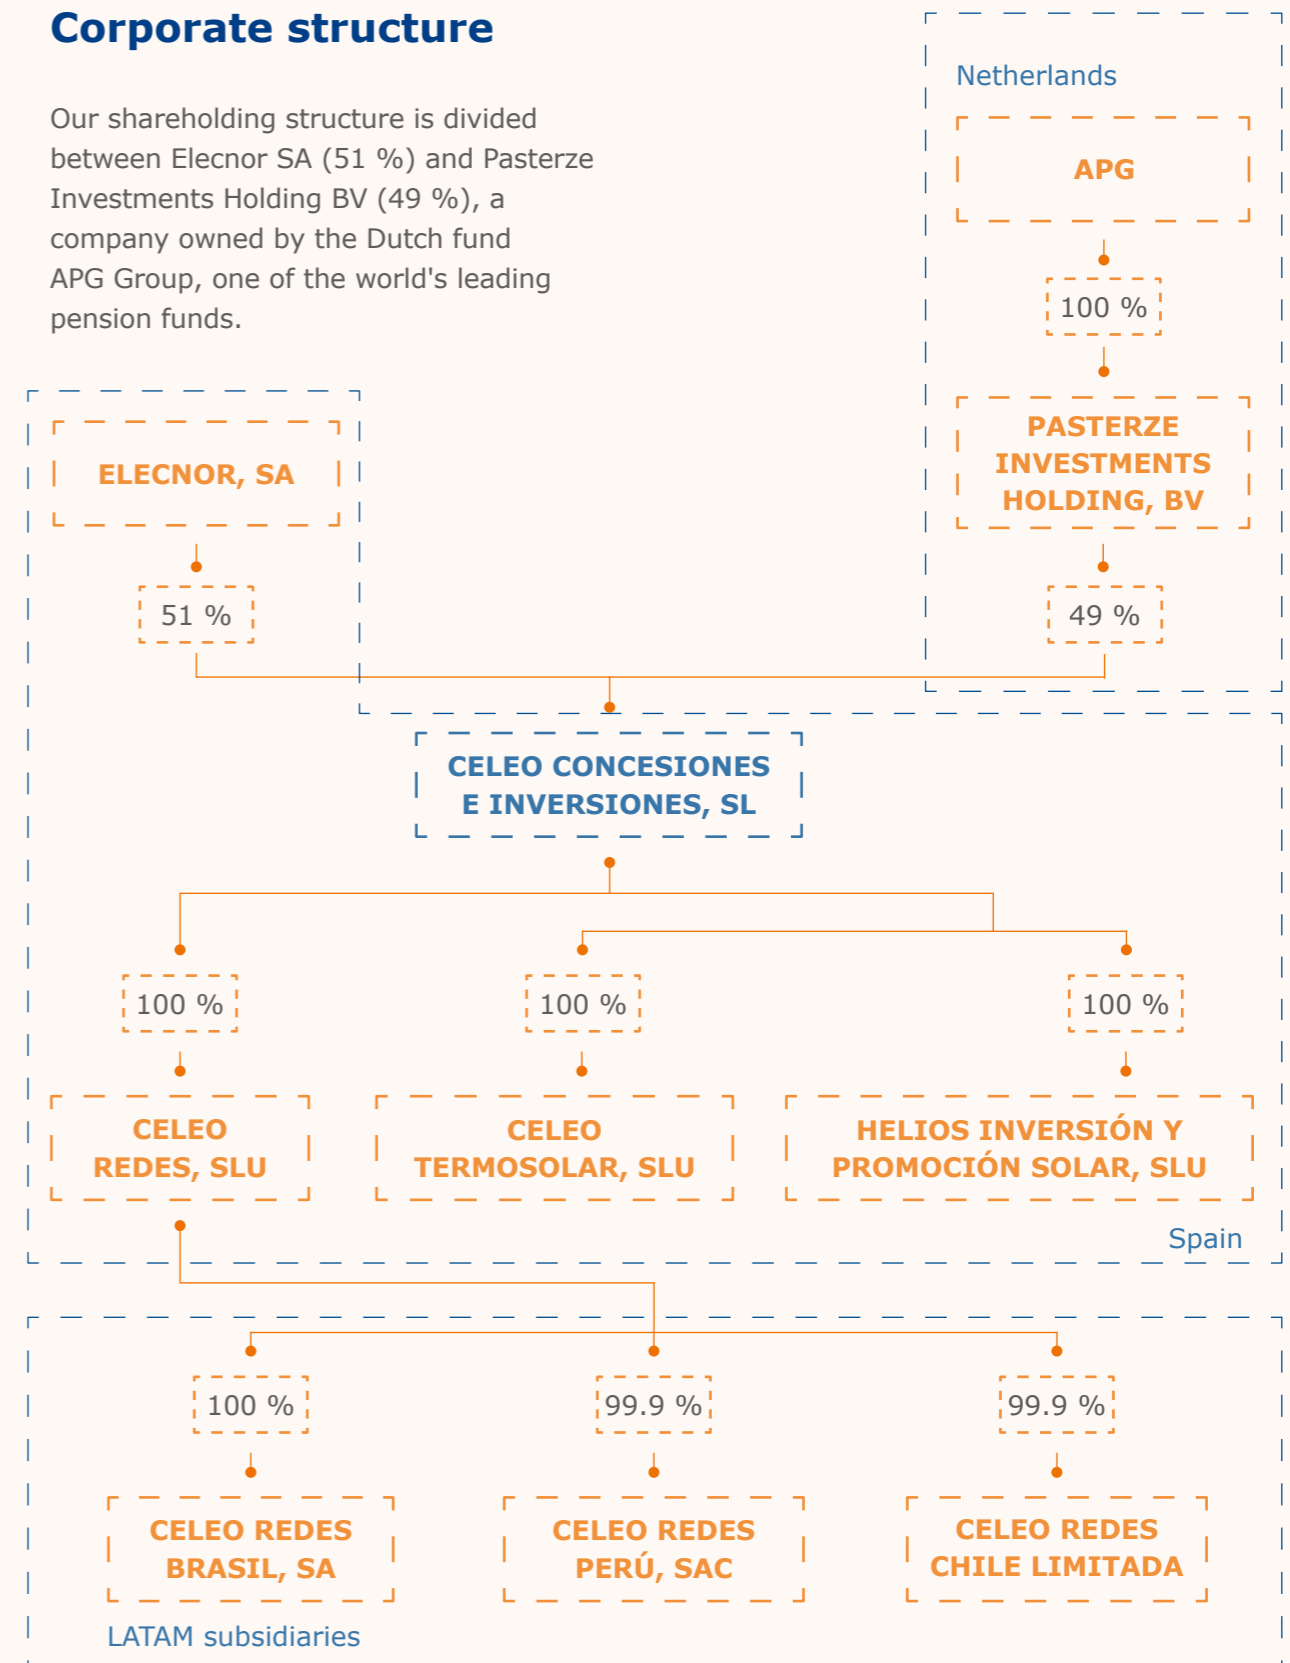 Corporate structure
Our shareholding structure is divided
between Elecnor SA (51 %) and Pasterze
Investments Holding BV (49 %), a
company owned by the Dutch fund
APG Group, one of the world's leading
pension funds.
Netherlands
APG
100 %
PASTERZE
INVESTMENTS
HOLDING, BV
49 %
ELECNOR, SA
51 %
CELEO CONCESIONES
E INVERSIONES, SL
100 %
100 %
100 %
CELEO
REDES, SLU
CELEO
TERMOSOLAR, SLU
HELIOS INVERSIÓN Y
PROMOCIÓN SOLAR, SLU
Spain
100 %
99.9 %
99.9 %
CELEO REDES
BRASIL, SA
CELEO REDES
PERÚ, SAC
CELEO REDES
CHILE LIMITADA
LATAM subsidiaries